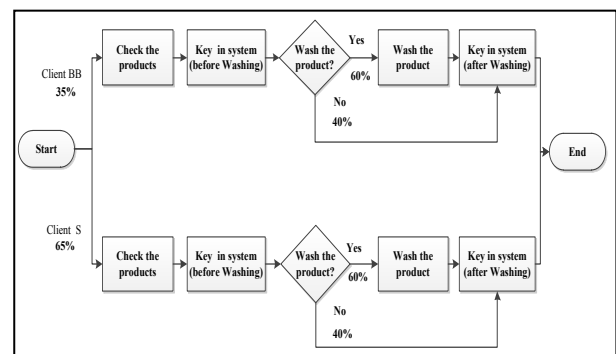 Client BB
35%
Check the
products
Key in system
(before Washing)
Wash the
product?
Yes
60%
No
40%
Wash the
product
Key in system
(after Washing)
Start
End
Client S
65%
Check the
products
Key in system
(before Washing)
Wash the
product?
Yes
60%
No
40%
Wash the
product
Key in system
(after Washing)